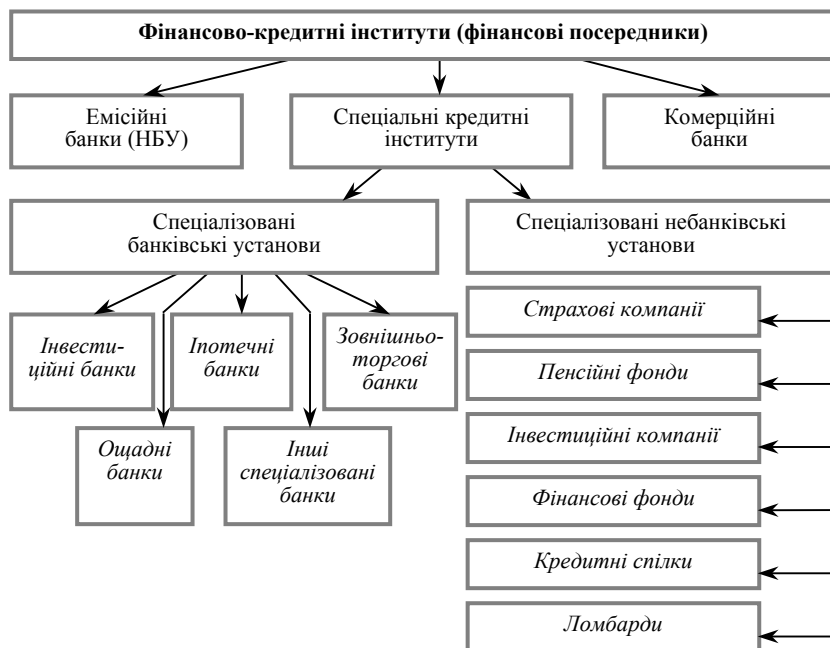 Фінансово-кредитні інститути (фінансові посередники)
Емісійні
банки (НБУ)
Спеціальні кредитні
інститути
Комерційні
банки
Спеціалізовані
банківські установи
Спеціалізовані небанківські
установи
Інвести-
ційні банки
Іпотечні
банки
Зовнішньо-
торгові
банки
Ощадні
банки
Інші
спеціалізовані
банки
Страхові компанії
Пенсійні фонди
Інвестиційні компанії
Фінансові фонди
Кредитні спілки
Ломбарди